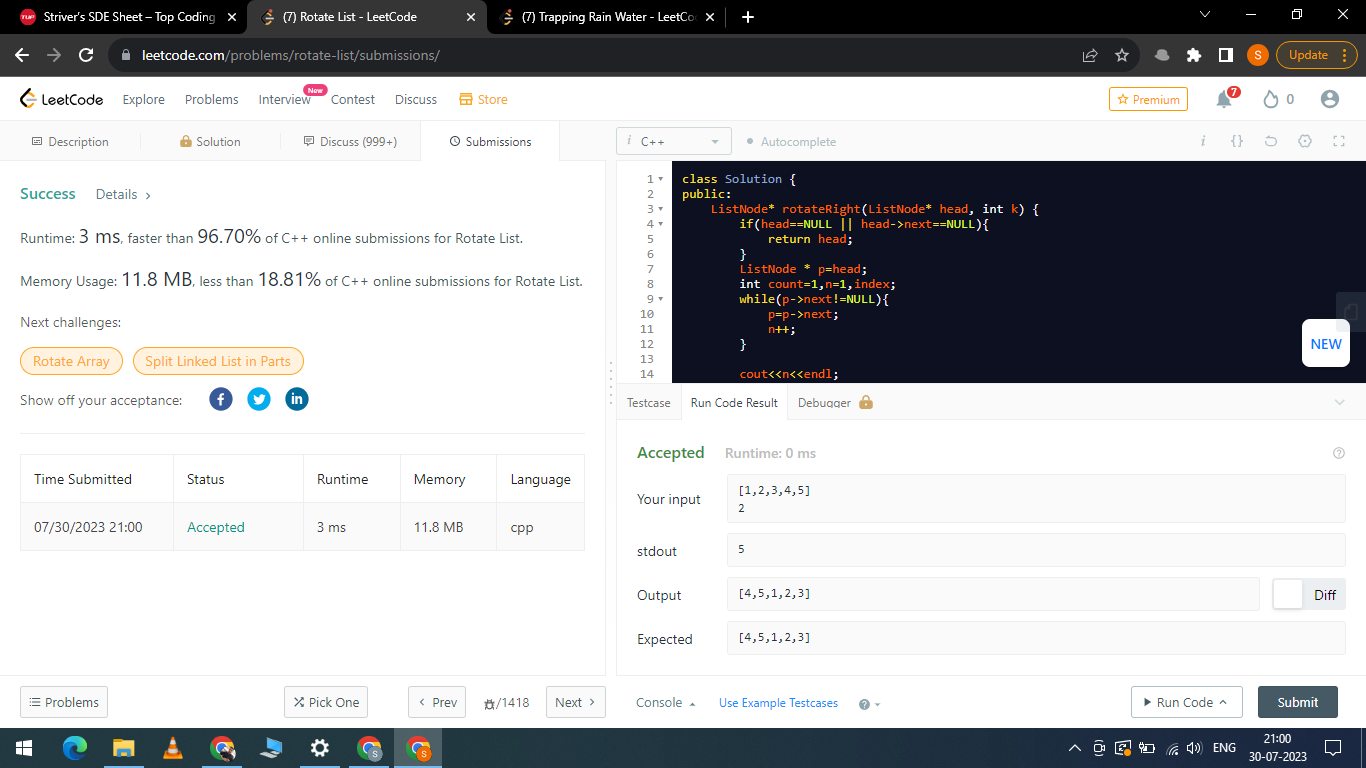 Striver's SDE Sheet – Top Coding
(7) Rotate List - LeetCode
(7) Trapping Rain Water - LeetCo
leetcode.com/problems/rotate-list/submissions/
S
Update
LeetCode
Explore
Problems
Interview
New
Contest
Discuss
Store
Premium
7
0
Description
Solution
Discuss (999+)
Submissions
i
C++
Autocomplete
i
{}
Success
Details
Runtime: 3 ms, faster than 96.70% of C++ online submissions for Rotate List.
Memory Usage: 11.8 MB, less than 18.81% of C++ online submissions for Rotate List.
Next challenges:
Rotate Array
Split Linked List in Parts
Show off your acceptance:
Time Submitted
Status
Runtime
Memory
Language
07/30/2023 21:00
Accepted
3 ms
11.8 MB
cpp
1 class Solution {
2 public:
3     ListNode* rotateRight(ListNode* head, int k) {
4         if(head==NULL || head->next==NULL){
5             return head;
6         }
7         ListNode * p=head;
8         int count=1,n=1,index;
9         while(p->next!=NULL){
10             p=p->next;
11             n++;
12         }
13
14         cout<<n<<endl;
NEW
Testcase
Run Code Result
Debugger
Accepted
Runtime: 0 ms
Your input
[1,2,3,4,5]
2
stdout
5
Output
[4,5,1,2,3]
Diff
Expected
[4,5,1,2,3]
Problems
Pick One
Prev
/1418
Next
Console
Use Example Testcases
Run Code
Submit
ENG
21:00
30-07-2023